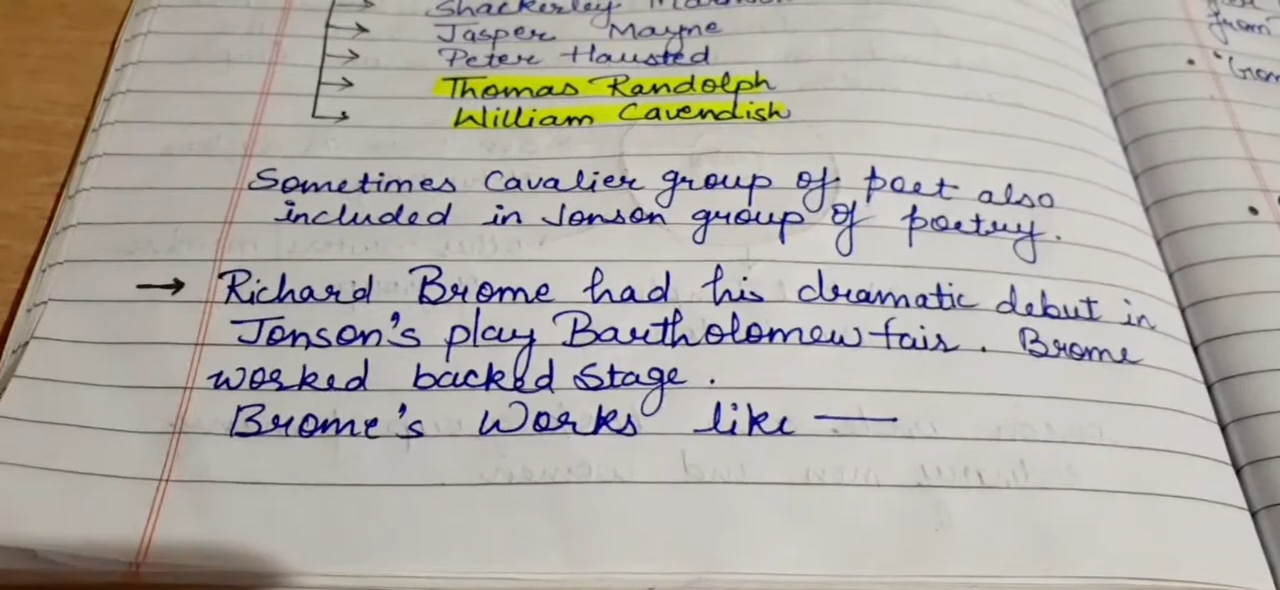 Shackerley
Jasper Mayne
Peter Hausted
Thomas Randolph
William Cavendish
Sometimes Cavalier group of poet also
included in Jonson group of poetry.
→ Richard Brome had his dramatic debut in
Jonson's play Bartholomew fair. Brome
worked backed stage.
Brome's works like —
from